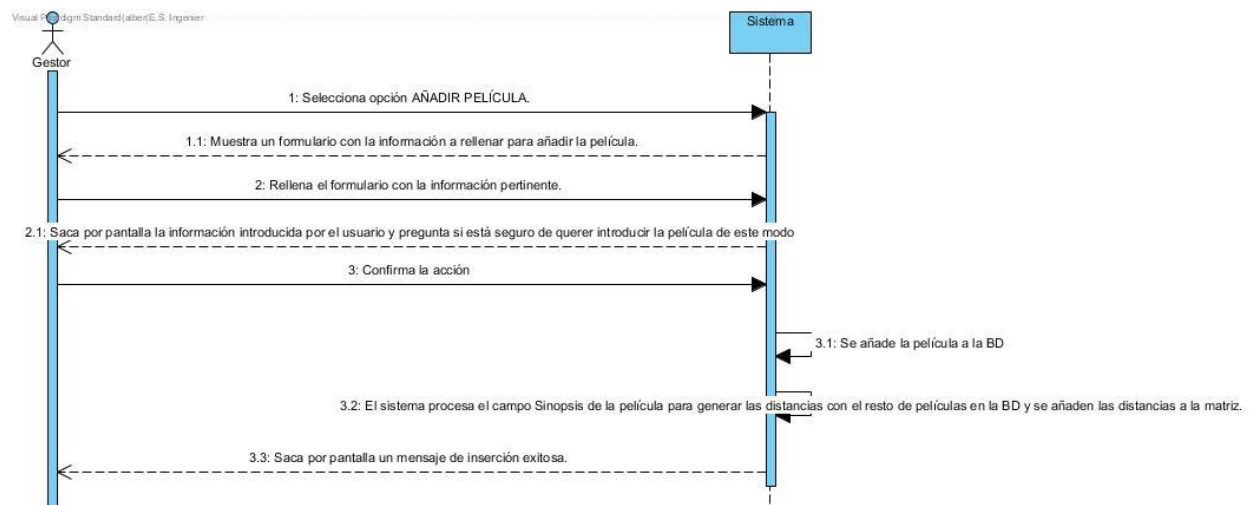 Visual Paradigm Standard(alber(E.S. Ingenier
Gestor
Sistema
1: Selecciona opción AÑADIR PELÍCULA.
1.1: Muestra un formulario con la información a rellenar para añadir la película.
2: Rellena el formulario con la información pertinente.
2.1: Saca por pantalla la información introducida por el usuario y pregunta si está seguro de querer introducir la película de este modo
3: Confirma la acción
3.1: Se añade la película a la BD
3.2: El sistema procesa el campo Sinopsis de la película para generar las distancias con el resto de películas en la BD y se añaden las distancias a la matriz.
3.3: Saca por pantalla un mensaje de inserción exitosa.